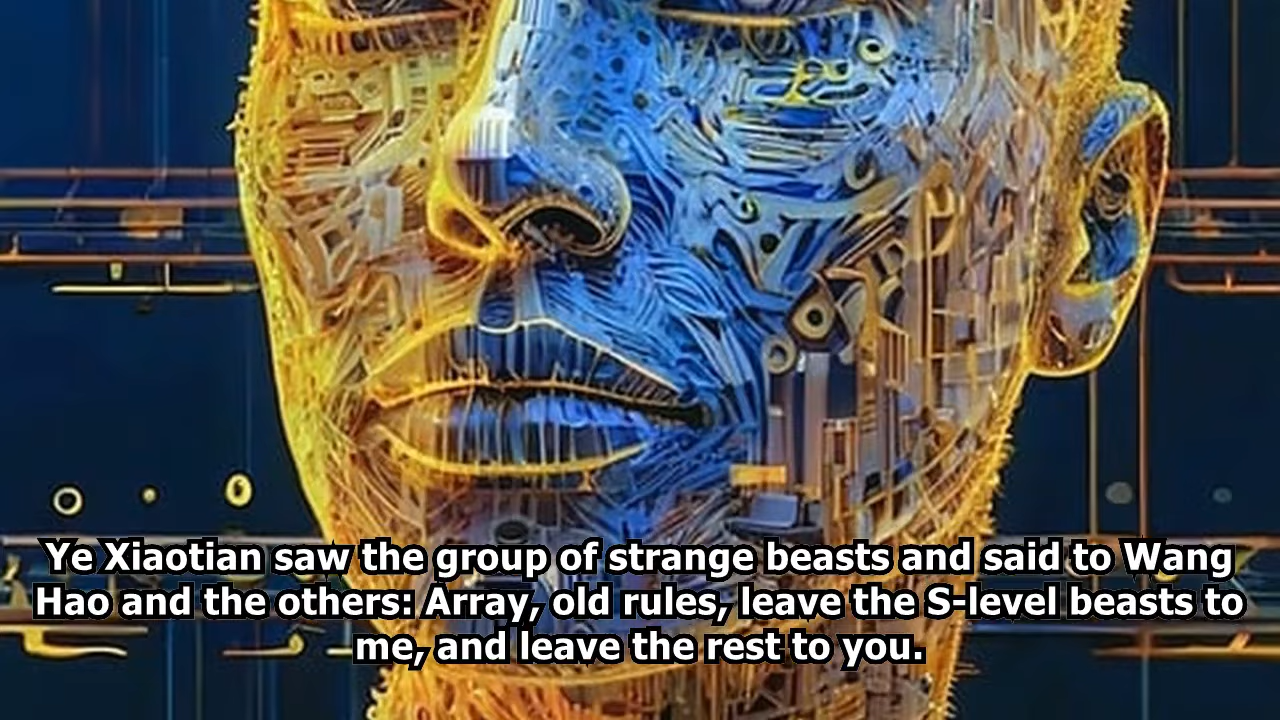 Ye Xiaotian saw the group of strange beasts and said to Wang
Hao and the others: Array, old rules, leave the S-level beasts to
me, and leave the rest to you.